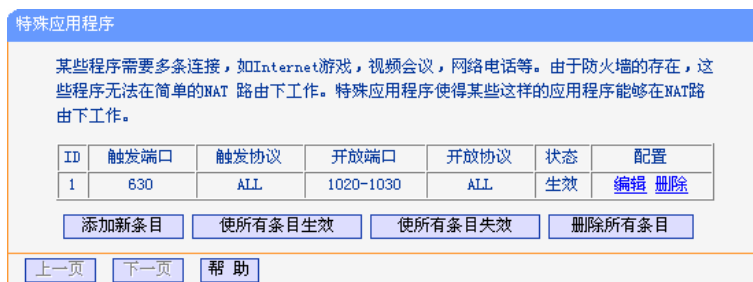 特殊应用程序
某些程序需要多条连接，如Internet游戏，视频会议，网络电话等。由于防火墙的存在，这
些程序无法在简单的NAT 路由下工作。特殊应用程序使得某些这样的应用程序能够在NAT路
由下工作。
ID 触发端口 触发协议 开放端口 开放协议 状态 配置
1 630 ALL 1020-1030 ALL 生效 编辑 删除
添加新条目 使所有条目生效 使所有条目失效 删除所有条目
上一页 下一页 帮 助